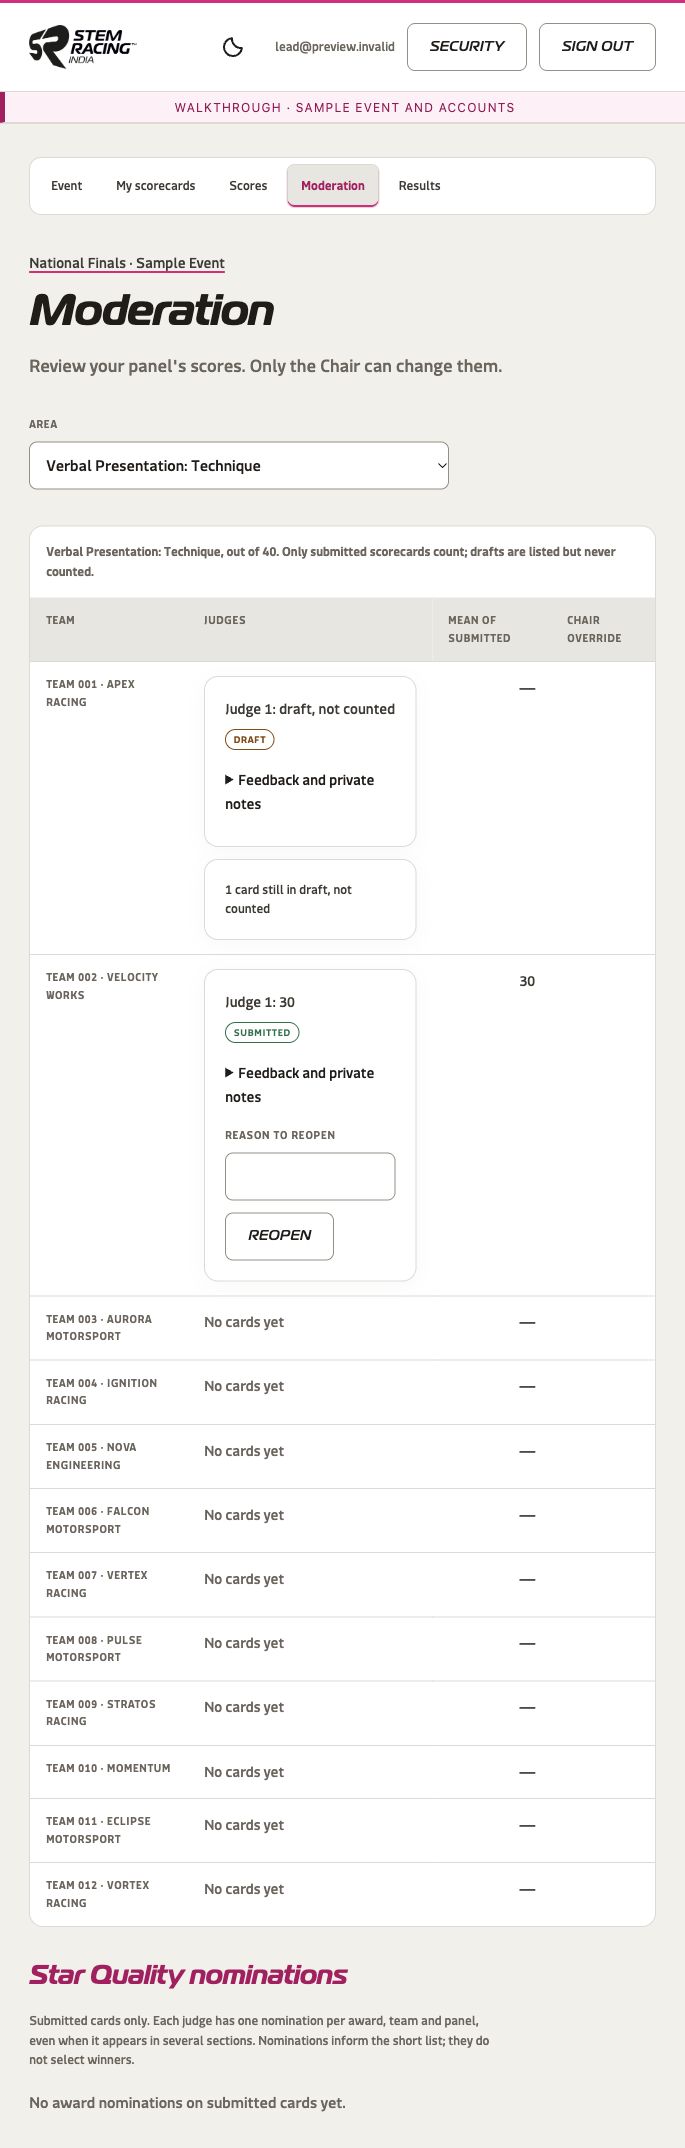 STEM
RACING™
INDIA
lead@preview.invalid
SECURITY
SIGN OUT
WALKTHROUGH · SAMPLE EVENT AND ACCOUNTS
Event
My scorecards
Scores
Moderation
Results
National Finals · Sample Event
Moderation
Review your panel's scores. Only the Chair can change them.
AREA
Verbal Presentation: Technique
Verbal Presentation: Technique, out of 40. Only submitted scorecards count; drafts are listed but never
counted.
TEAM
JUDGES
MEAN OF
SUBMITTED
CHAIR
OVERRIDE
TEAM 001 · APEX
RACING
Judge 1: draft, not counted
DRAFT
Feedback and private
notes
1 card still in draft, not
counted
—
TEAM 002 · VELOCITY
WORKS
Judge 1: 30
SUBMITTED
Feedback and private
notes
REASON TO REOPEN
REOPEN
30
TEAM 003 · AURORA
MOTORSPORT
No cards yet
—
TEAM 004 · IGNITION
RACING
No cards yet
—
TEAM 005 · NOVA
ENGINEERING
No cards yet
—
TEAM 006 · FALCON
MOTORSPORT
No cards yet
—
TEAM 007 · VERTEX
RACING
No cards yet
—
TEAM 008 · PULSE
MOTORSPORT
No cards yet
—
TEAM 009 · STRATOS
RACING
No cards yet
—
TEAM 010 · MOMENTUM
No cards yet
—
TEAM 011 · ECLIPSE
MOTORSPORT
No cards yet
—
TEAM 012 · VORTEX
RACING
No cards yet
—
Star Quality nominations
Submitted cards only. Each judge has one nomination per award, team and panel,
even when it appears in several sections. Nominations inform the short list; they do
not select winners.
No award nominations on submitted cards yet.